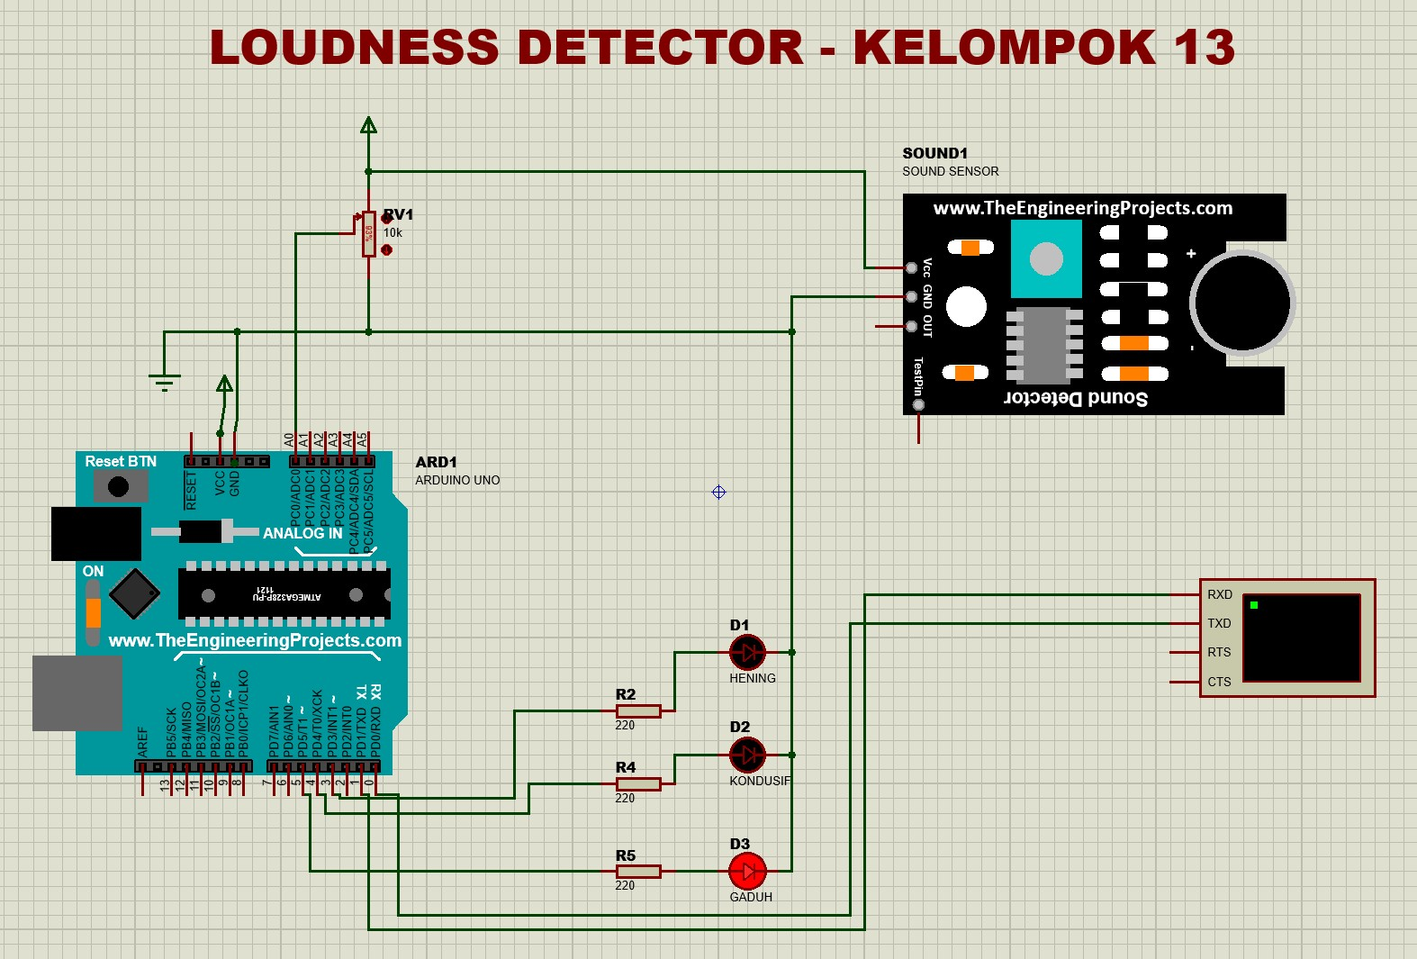 LOUDNESS DETECTOR - KELOMPOK 13
SOUND1
SOUND SENSOR
www.TheEngineeringProjects.com
RV1
10k
93%
Vcc
GND
OUT
TestPin
+
-
Sound Detector
A0
A1
A2
A3
A4
A5
ARD1
ARDUINO UNO
Reset BTN
RESET
VCC
GND
PC0/ADC0
PC1/ADC1
PC2/ADC2
PC3/ADC3
PC4/ADC4/SDA
PC5/ADC5/SCL
ANALOG IN
ON
ATMEGA328P-PU
1121
www.TheEngineeringProjects.com
AREF
PB5/SCK
PB4/MISO
PB3/MOSI/OC2A~
PB2/SS/OC1B~
PB1/OC1A~
PB0/ICP1/CLKO
PD7/AIN1
PD6/AIN0~
PD5/T1~
PD4/T0/XCK
PD3/INT1~
PD2/INT0
PD1/TXD TX
PD0/RXD RX
13
12
11
10
9
8
7
6
5
4
3
2
1
0
D1
HENING
R2
220
D2
KONDUSIF
R4
220
D3
GADUH
R5
220
RXD
TXD
RTS
CTS